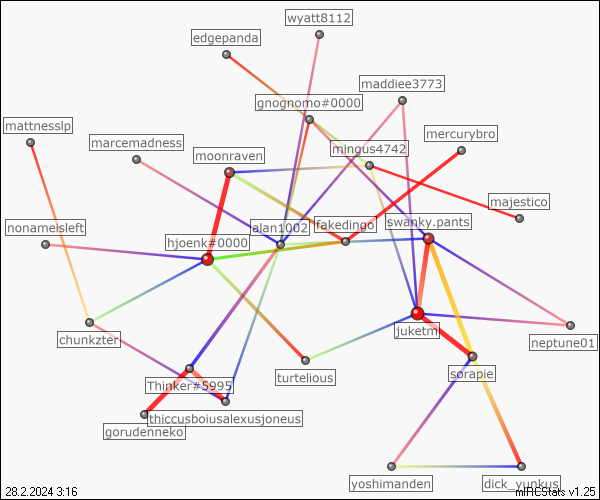 wyatt8112
edgepanda
maddiee3773
gnognomo#0000
mattnesslp
mercurybro
marcemadness
mingus4742
moonraven
majestico
nonameisleft
alan1002
fakedingo
swanky.pants
hjoenk#0000
chunkzter
juketm
neptune01
turtelious
sorapie
Thinker#5995
thiccusboiusalexusjoneus
gorudenneko
yoshimanden
dick_yunkus
28.2.2024 3:16
mIRCStats v1.25